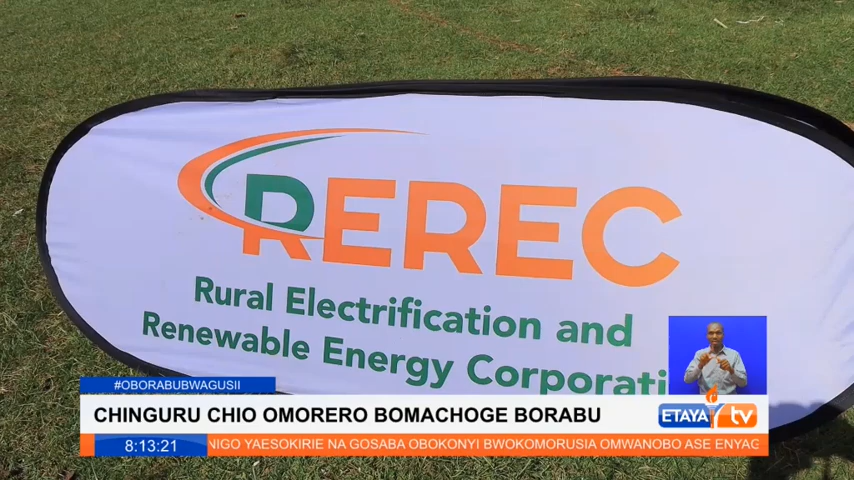 REREC
Rural Electrification and
Renewable Energy Corporati
#OBORABUBWAGUSII
CHINGURU CHIO OMORERO BOMACHOGE BORABU
ETAYA tv
8:13:21
NIGO YAESOKIRIE NA GOSABA OBOKONYI BWOKOMORUSIA OMWANOBO ASE ENYAG